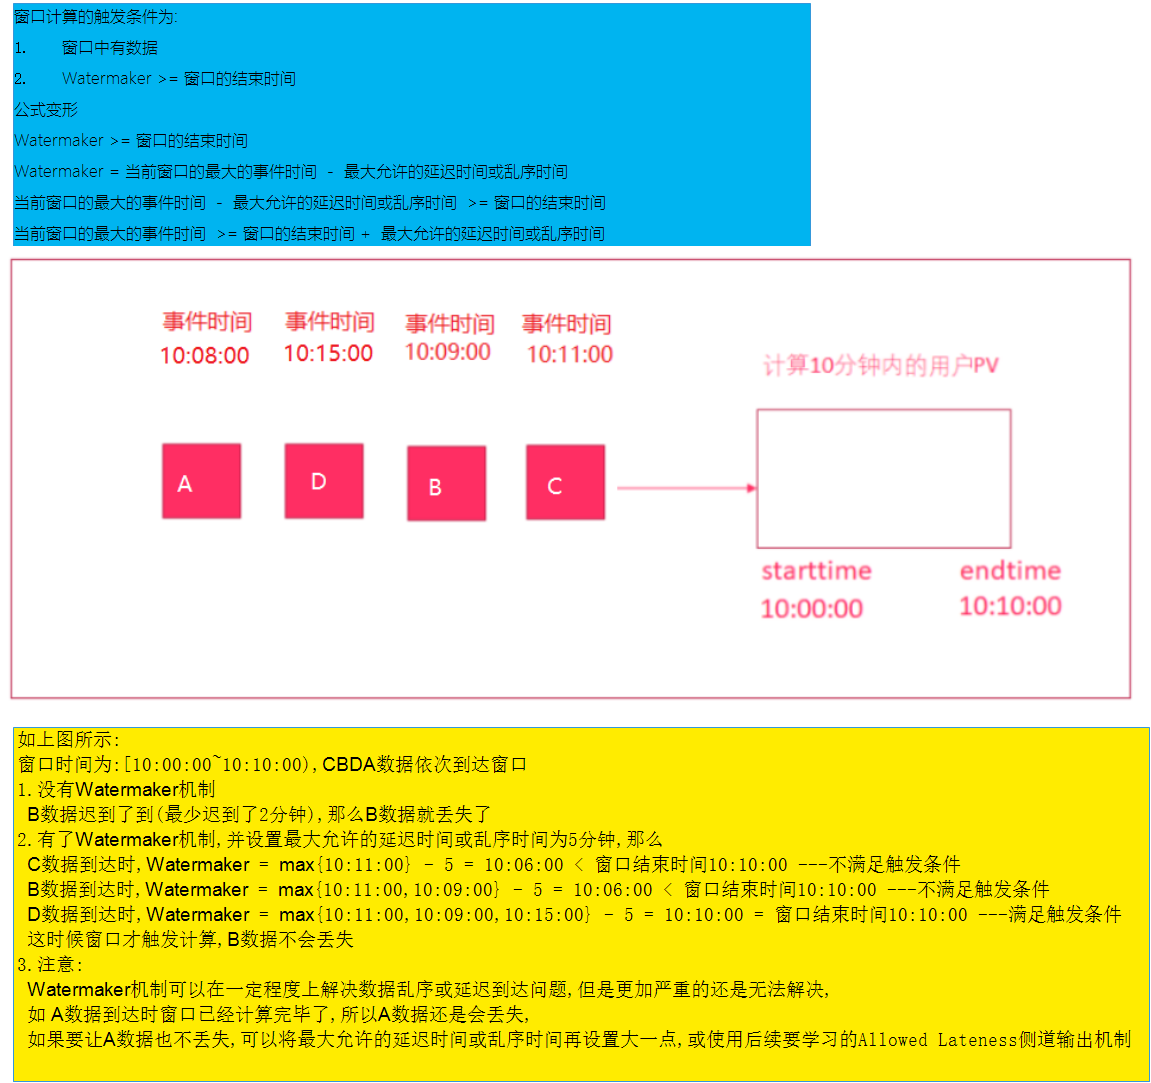 窗口计算的触发条件为:
1. 窗口中有数据
2. Watermaker >= 窗口的结束时间
公式变形
Watermaker >= 窗口的结束时间
Watermaker = 当前窗口的最大的事件时间 - 最大允许的延迟时间或乱序时间
当前窗口的最大的事件时间 - 最大允许的延迟时间或乱序时间 >= 窗口的结束时间
当前窗口的最大的事件时间 >= 窗口的结束时间 + 最大允许的延迟时间或乱序时间
事件时间 事件时间 事件时间 事件时间
10:08:00 10:15:00 10:09:00 10:11:00
计算10分钟内的用户PV
A D B C
starttime endtime
10:00:00 10:10:00
如上图所示:
窗口时间为:[10:00:00~10:10:00),CBDA数据依次到达窗口
1.没有Watermaker机制
B数据迟到了到(最少迟到了2分钟),那么B数据就丢失了
2.有了Watermaker机制,并设置最大允许的延迟时间或乱序时间为5分钟,那么
C数据到达时,Watermaker = max{10:11:00} - 5 = 10:06:00 < 窗口结束时间10:10:00 ---不满足触发条件
B数据到达时,Watermaker = max{10:11:00,10:09:00} - 5 = 10:06:00 < 窗口结束时间10:10:00 ---不满足触发条件
D数据到达时,Watermaker = max{10:11:00,10:09:00,10:15:00} - 5 = 10:10:00 = 窗口结束时间10:10:00 ---满足触发条件
这时候窗口才触发计算,B数据不会丢失
3.注意:
Watermaker机制可以在一定程度上解决数据乱序或延迟到达问题,但是更加严重的还是无法解决,
如 A数据到达时窗口已经计算完毕了,所以A数据还是会丢失,
如果要让A数据也不丢失,可以将最大允许的延迟时间或乱序时间再设置大一点,或使用后续要学习的Allowed Lateness侧道输出机制